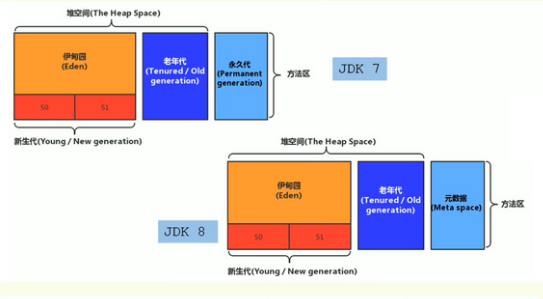 堆空间(The Heap Space)
伊甸园
(Eden)
S0
S1
老年代
(Tenured / Old
generation)
永久代
(Permanent
generation)
方法区
JDK 7
新生代(Young / New generation)
堆空间(The Heap Space)
伊甸园
(Eden)
S0
S1
老年代
(Tenured / Old
generation)
元数据
(Meta space)
方法区
JDK 8
新生代(Young / New generation)